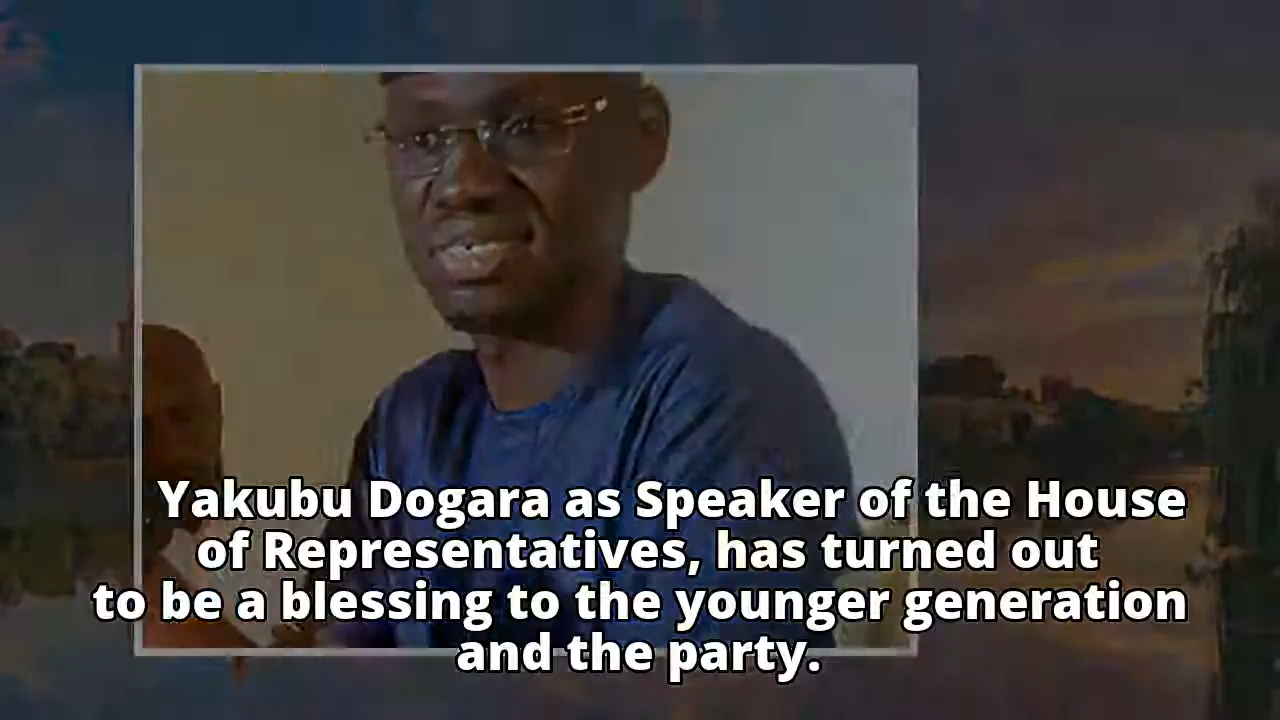 Yakubu Dogara as Speaker of the House
of Representatives, has turned out
to be a blessing to the younger generation
and the party.